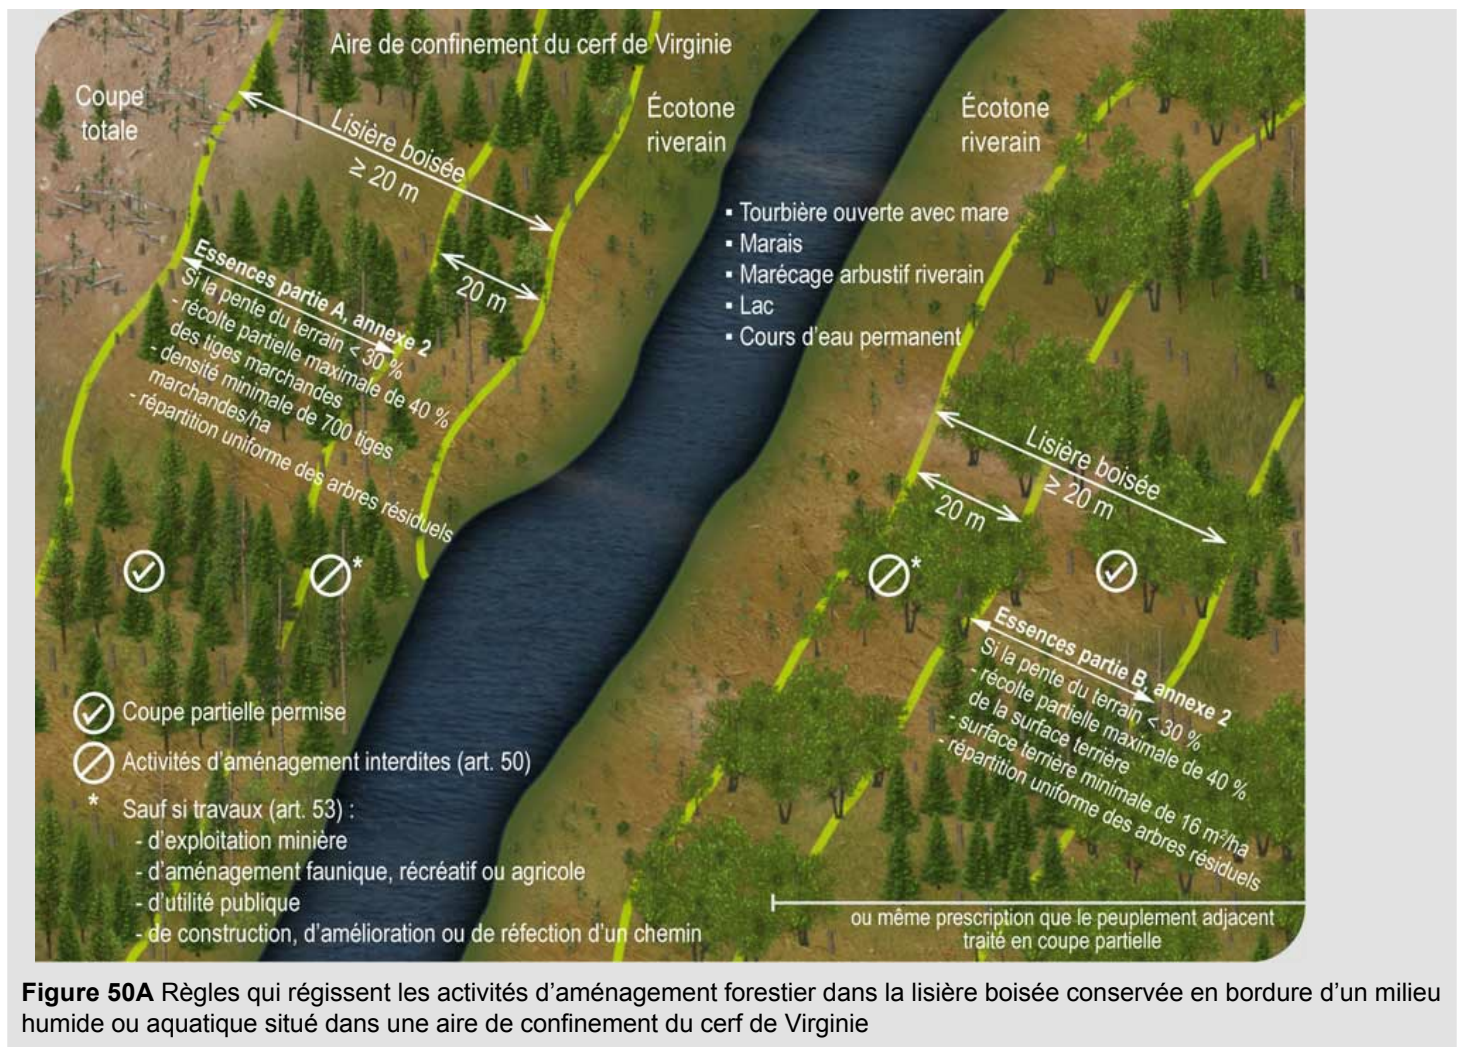 Aire de confinement du cerf de Virginie
Coupe
totale
Lisière boisée
≥ 20 m
20 m
Écotone
riverain
Écotone
riverain
▪ Tourbière ouverte avec mare
▪ Marais
▪ Marécage arbustif riverain
▪ Lac
▪ Cours d'eau permanent
Essences partie A, annexe 2
Si la pente du terrain < 30 %
- récolte partielle maximale de 40 %
des tiges marchandes
- densité minimale de 700 tiges
marchandes/ha
- répartition uniforme des arbres résiduels
Lisière boisée
≥ 20 m
20 m
*
*
Essences partie B, annexe 2
Si la pente du terrain < 30 %
- récolte partielle maximale de 40 %
de la surface terrière
- surface terrière minimale de 16 m²/ha
- répartition uniforme des arbres résiduels
Coupe partielle permise
Activités d'aménagement interdites (art. 50)
* Sauf si travaux (art. 53) :
- d'exploitation minière
- d'aménagement faunique, récréatif ou agricole
- d'utilité publique
- de construction, d'amélioration ou de réfection d'un chemin
ou même prescription que le peuplement adjacent
traité en coupe partielle
Figure 50A Règles qui régissent les activités d'aménagement forestier dans la lisière boisée conservée en bordure d'un milieu
humide ou aquatique situé dans une aire de confinement du cerf de Virginie